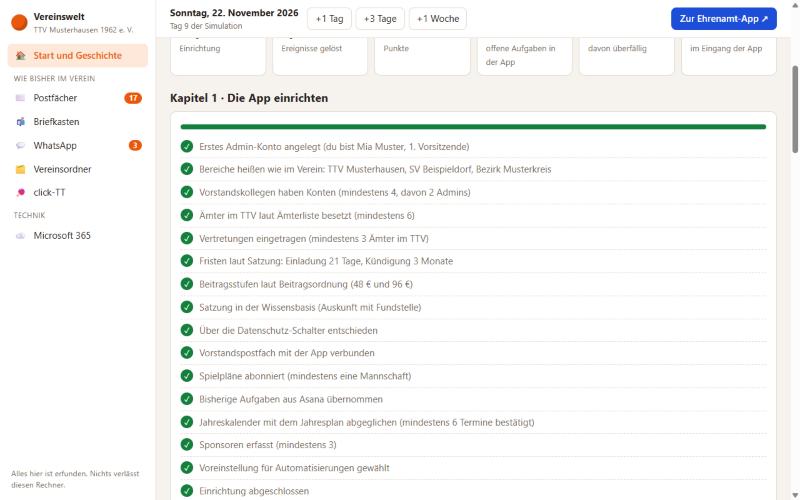 Vereinswelt
TTV Musterhausen 1962 e. V.
Start und Geschichte
WIE BISHER IM VEREIN
Postfächer 17
Briefkasten
WhatsApp 3
Vereinsordner
click-TT
TECHNIK
Microsoft 365
Alles hier ist erfunden. Nichts verlässt
diesen Rechner.
Sonntag, 22. November 2026
Tag 9 der Simulation
+1 Tag
+3 Tage
+1 Woche
Zur Ehrenamt-App ↗
Einrichtung
Ereignisse gelöst
Punkte
offene Aufgaben in
der App
davon überfällig
im Eingang der App
Kapitel 1 · Die App einrichten
Erstes Admin-Konto angelegt (du bist Mia Muster, 1. Vorsitzende)
Bereiche heißen wie im Verein: TTV Musterhausen, SV Beispieldorf, Bezirk Musterkreis
Vorstandskollegen haben Konten (mindestens 4, davon 2 Admins)
Ämter im TTV laut Ämterliste besetzt (mindestens 6)
Vertretungen eingetragen (mindestens 3 Ämter im TTV)
Fristen laut Satzung: Einladung 21 Tage, Kündigung 3 Monate
Beitragsstufen laut Beitragsordnung (48 € und 96 €)
Satzung in der Wissensbasis (Auskunft mit Fundstelle)
Über die Datenschutz-Schalter entschieden
Vorstandspostfach mit der App verbunden
Spielpläne abonniert (mindestens eine Mannschaft)
Bisherige Aufgaben aus Asana übernommen
Jahreskalender mit dem Jahresplan abgeglichen (mindestens 6 Termine bestätigt)
Sponsoren erfasst (mindestens 3)
Voreinstellung für Automatisierungen gewählt
Einrichtung abgeschlossen